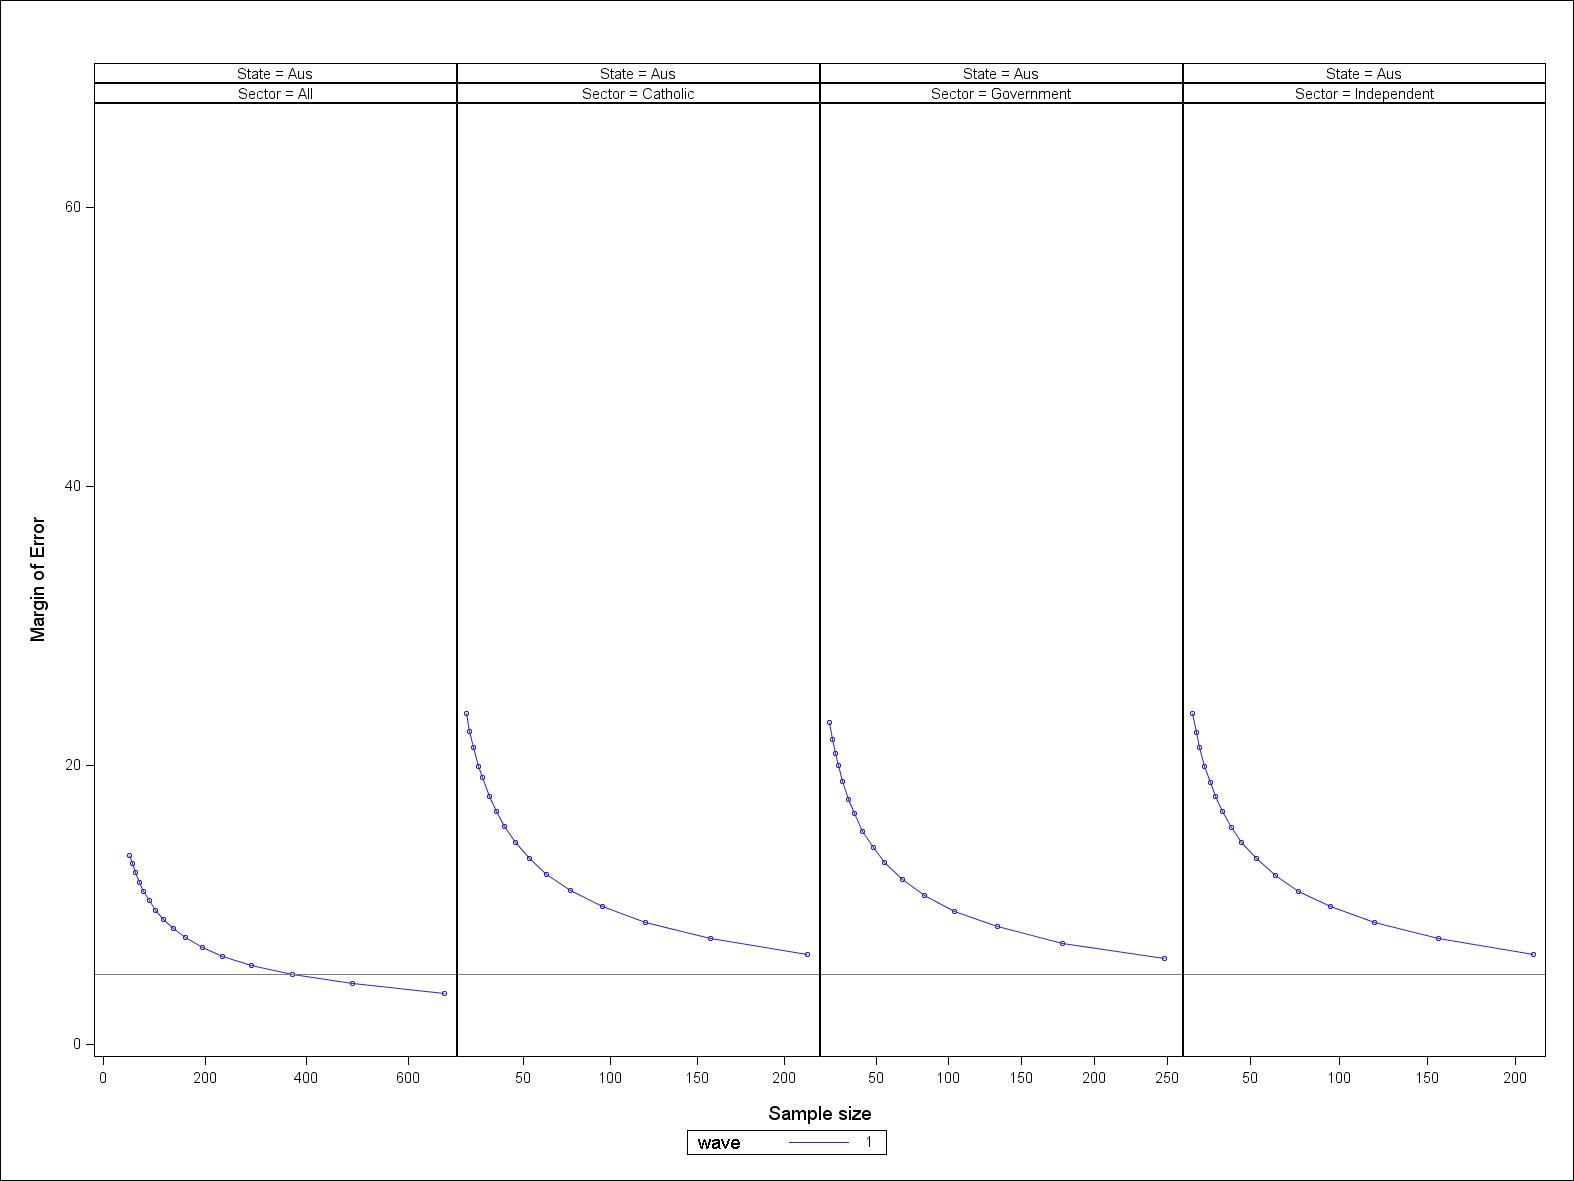 State = Aus State = Aus State = Aus State = Aus
Sector = All Sector = Catholic Sector = Government Sector = Independent
60
40
20
0
Margin of Error
0 200 400 600 50 100 150 200 50 100 150 200 250 50 100 150 200
Sample size
wave 1